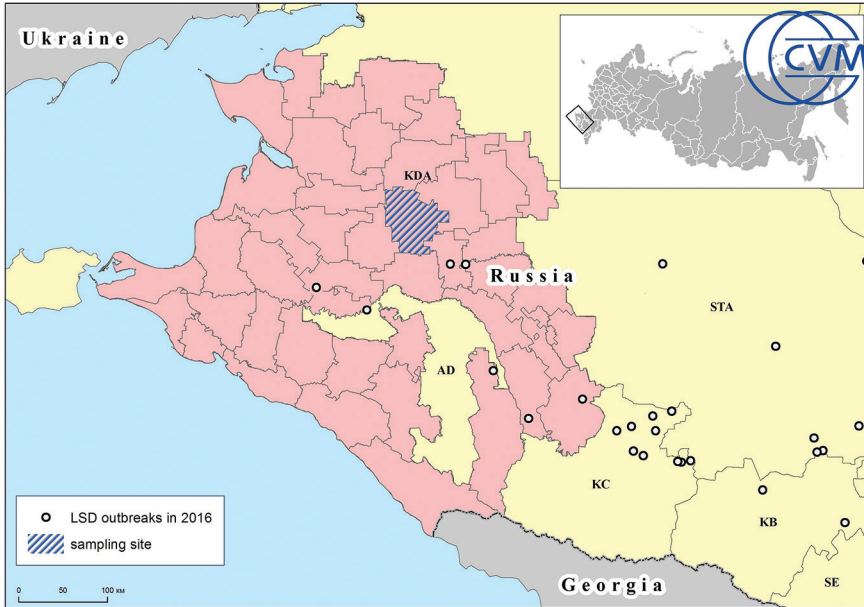 Ukraine
CVM
KDA
Russia
STA
AD
KC
KB
SE
Georgia
LSD outbreaks in 2016
sampling site
0 50 100 км